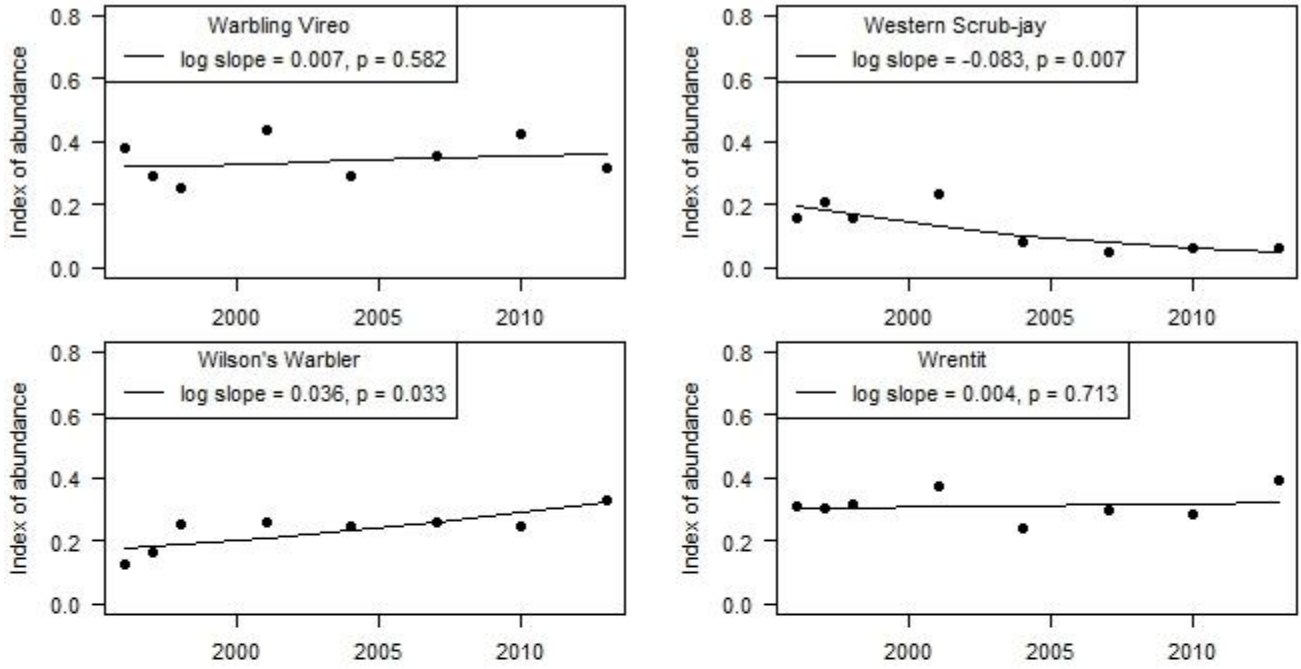 Warbling Vireo
log slope = 0.007, p = 0.582
Index of abundance
0.8
0.6
0.4
0.2
0.0
2000 2005 2010
Western Scrub-jay
log slope = -0.083, p = 0.007
Index of abundance
0.8
0.6
0.4
0.2
0.0
2000 2005 2010
Wilson's Warbler
log slope = 0.036, p = 0.033
Index of abundance
0.8
0.6
0.4
0.2
0.0
2000 2005 2010
Wrentit
log slope = 0.004, p = 0.713
Index of abundance
0.8
0.6
0.4
0.2
0.0
2000 2005 2010